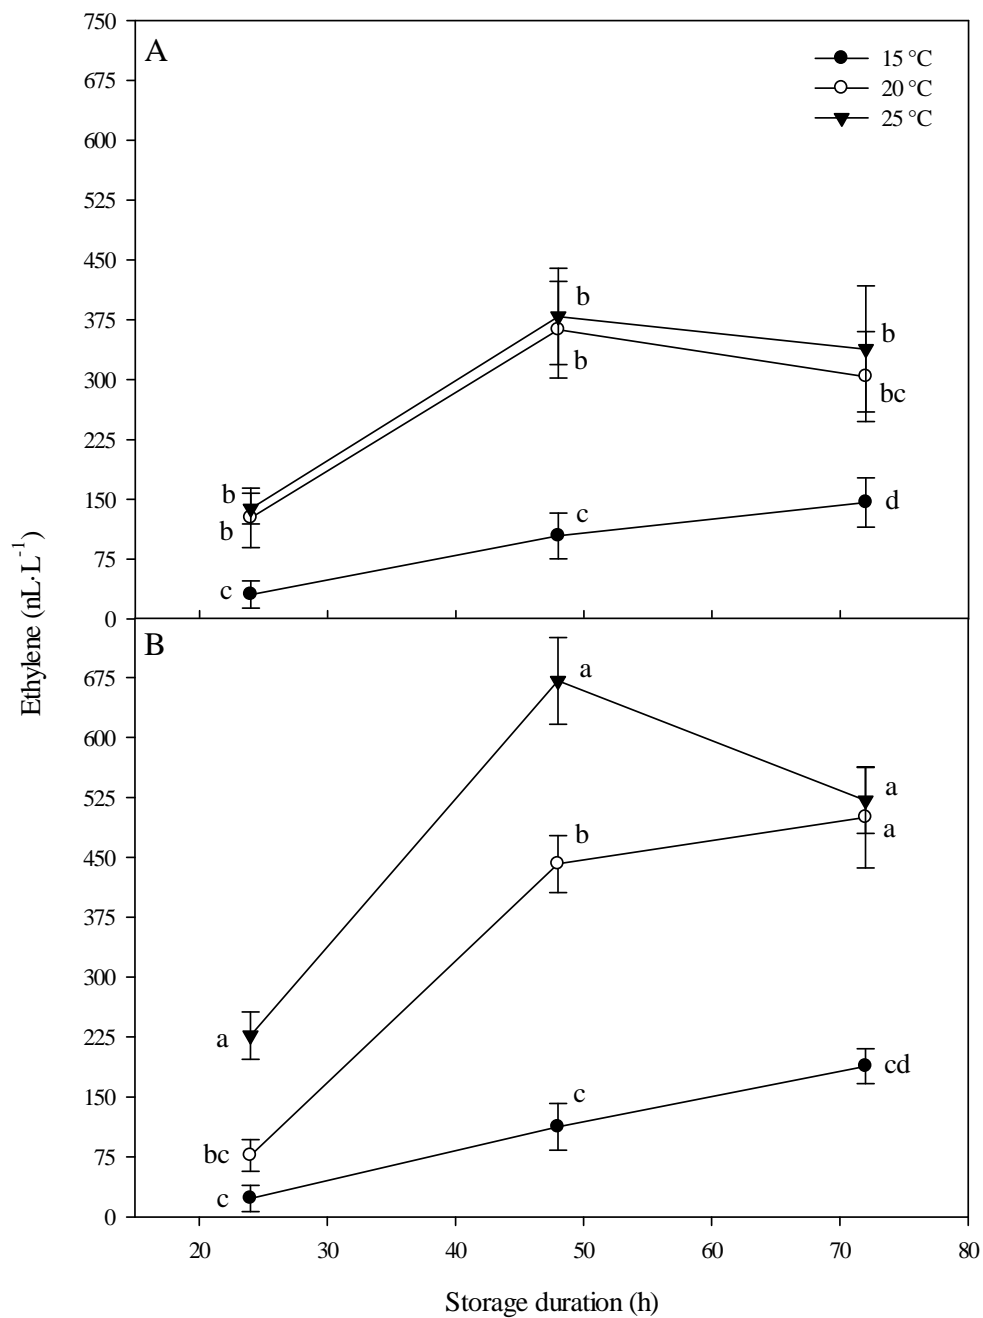 750
A
15 °C
675
20 °C
25 °C
600
525
450
375
300
225
150
75
0
b
b
b
bc
b
b
c
d
c
Ethylene (nL·L⁻¹)
B
675
600
525
450
375
300
225
150
75
0
a
a
b
a
a
c
cd
bc
c
20 30 40 50 60 70 80
Storage duration (h)